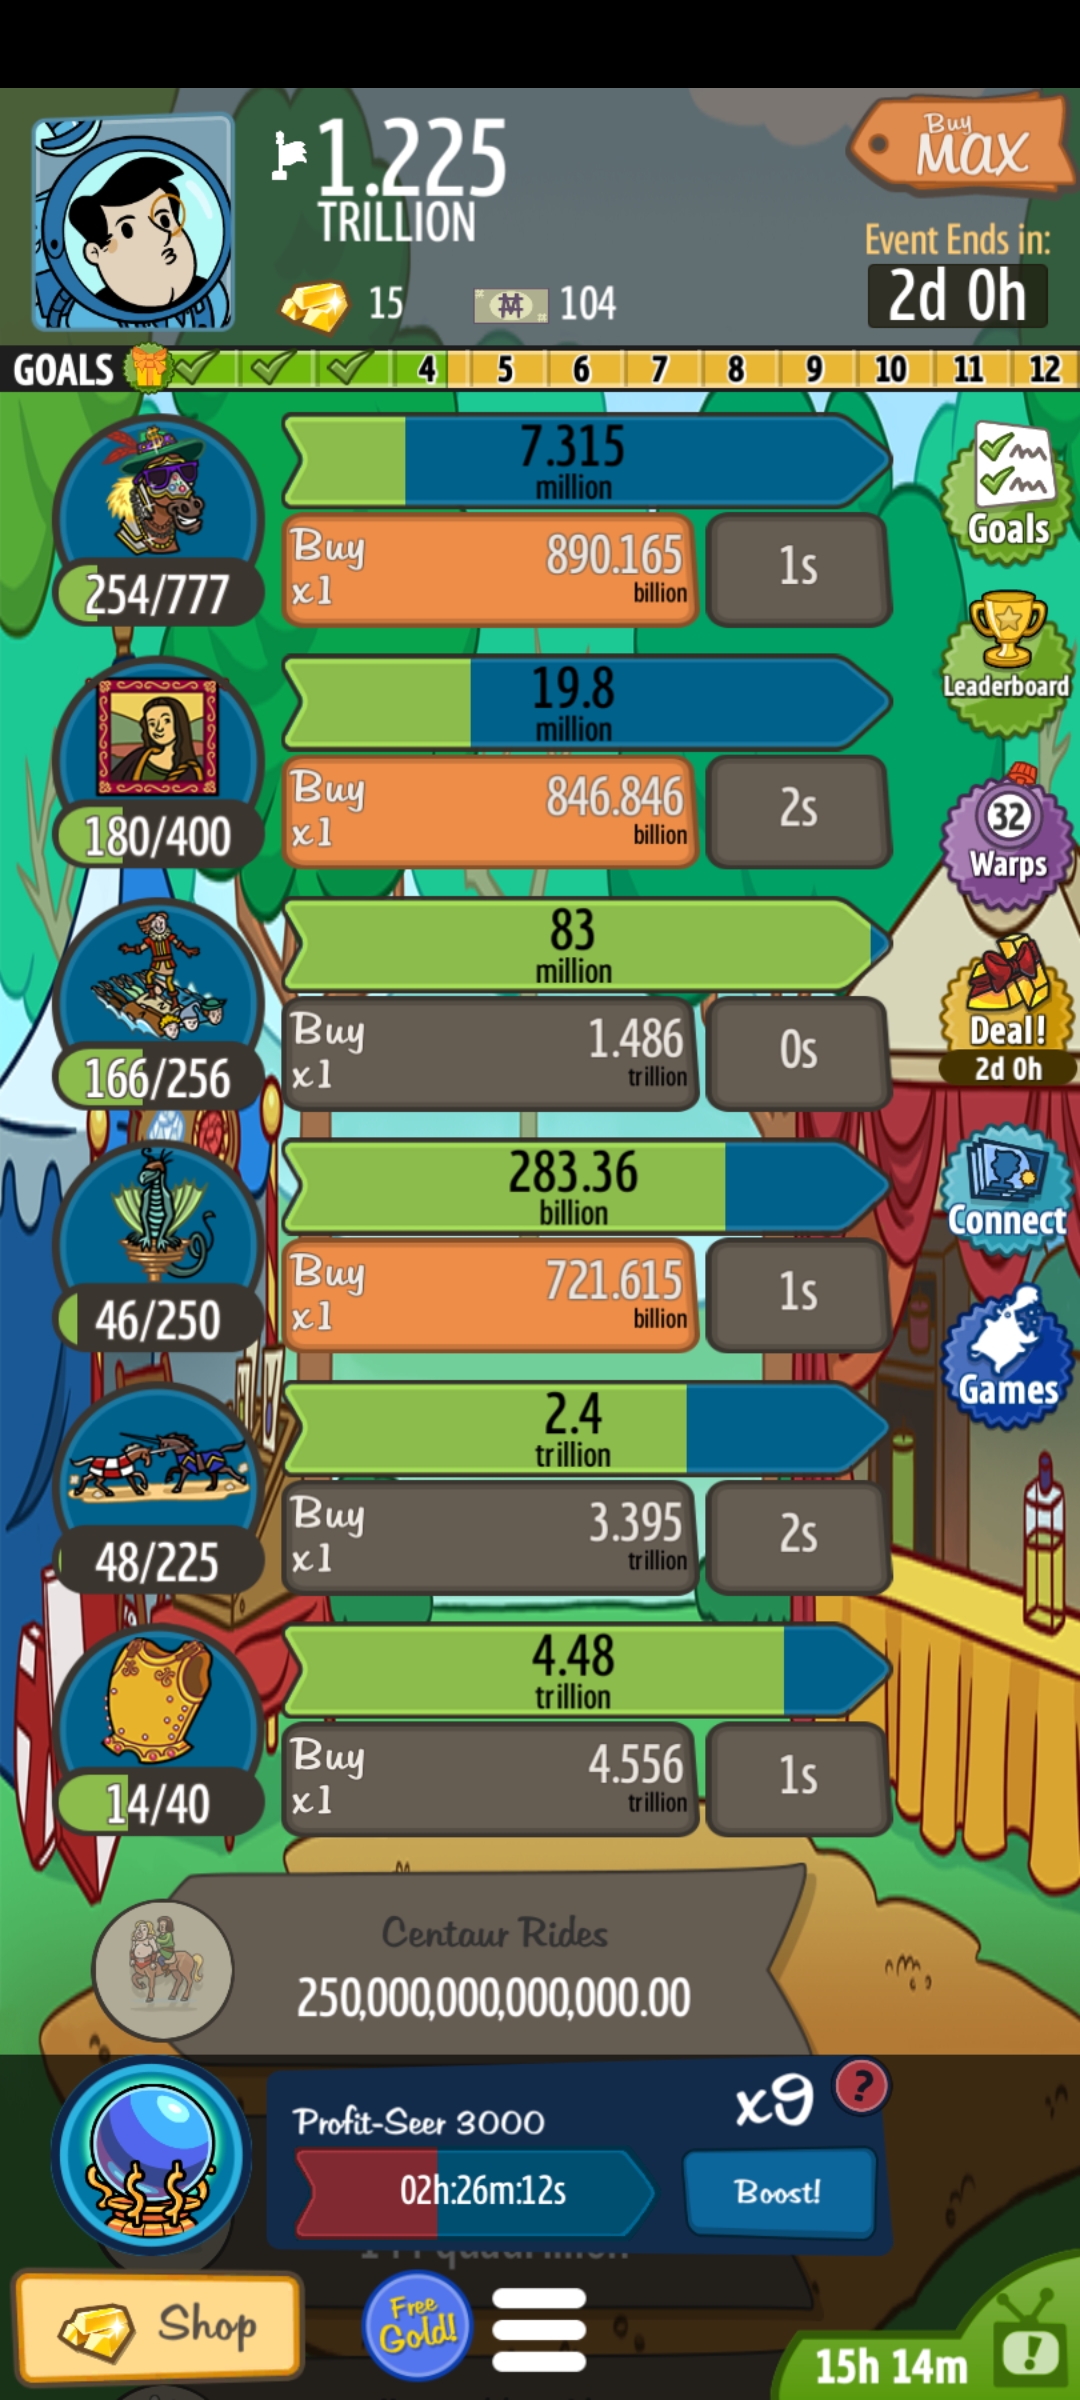 1.225
TRILLION
Buy
MAX
Event Ends in:
2d 0h
15
104
GOALS 4 5 6 7 8 9 10 11 12
7.315
million
254/777
Buy
x1
890.165
billion
1s
Goals
19.8
million
180/400
Buy
x1
846.846
billion
2s
Leaderboard
32
Warps
83
million
166/256
Buy
x1
1.486
trillion
0s
Deal!
2d 0h
283.36
billion
46/250
Buy
x1
721.615
billion
1s
Connect
Games
2.4
trillion
48/225
Buy
x1
3.395
trillion
2s
4.48
trillion
14/40
Buy
x1
4.556
trillion
1s
Centaur Rides
250,000,000,000,000.00
Profit-Seer 3000
x9
?
02h:26m:12s
Boost!
Shop
Free
Gold!
15h 14m
!